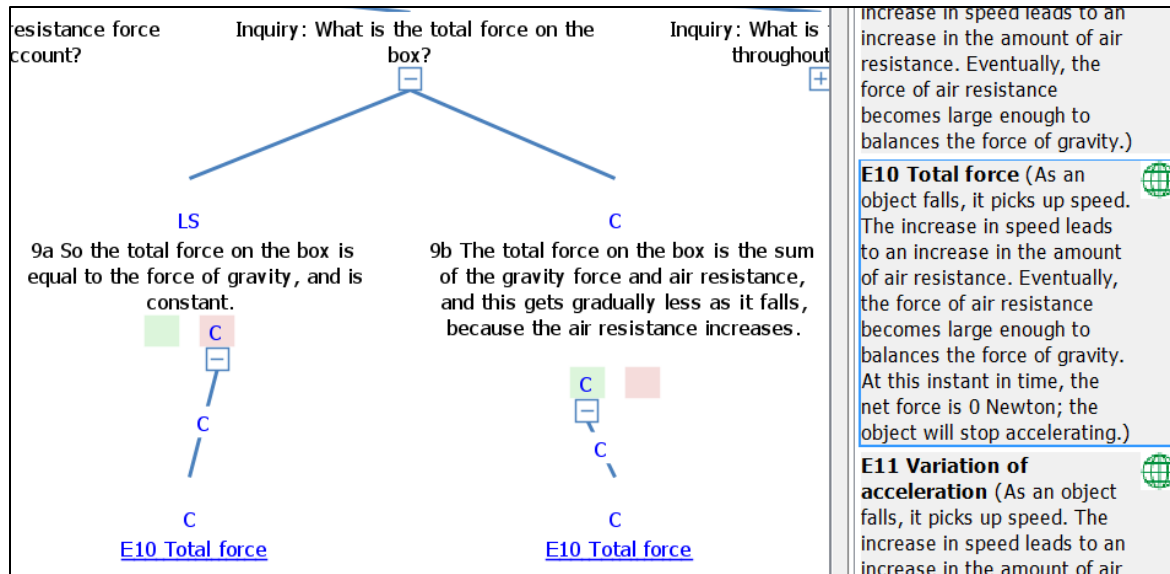 resistance force
ccount?
Inquiry: What is the total force on the
box?
Inquiry: What is
throughout
LS
9a So the total force on the box is
equal to the force of gravity, and is
constant.
C
C
C
E10 Total force
C
9b The total force on the box is the sum
of the gravity force and air resistance,
and this gets gradually less as it falls,
because the air resistance increases.
C
C
C
E10 Total force
increase in speed leads to an
increase in the amount of air
resistance. Eventually, the
force of air resistance
becomes large enough to
balances the force of gravity.)
E10 Total force (As an
object falls, it picks up speed.
The increase in speed leads
to an increase in the amount
of air resistance. Eventually,
the force of air resistance
becomes large enough to
balances the force of gravity.
At this instant in time, the
net force is 0 Newton; the
object will stop accelerating.)
E11 Variation of
acceleration (As an object
falls, it picks up speed. The
increase in speed leads to an
increase in the amount of air